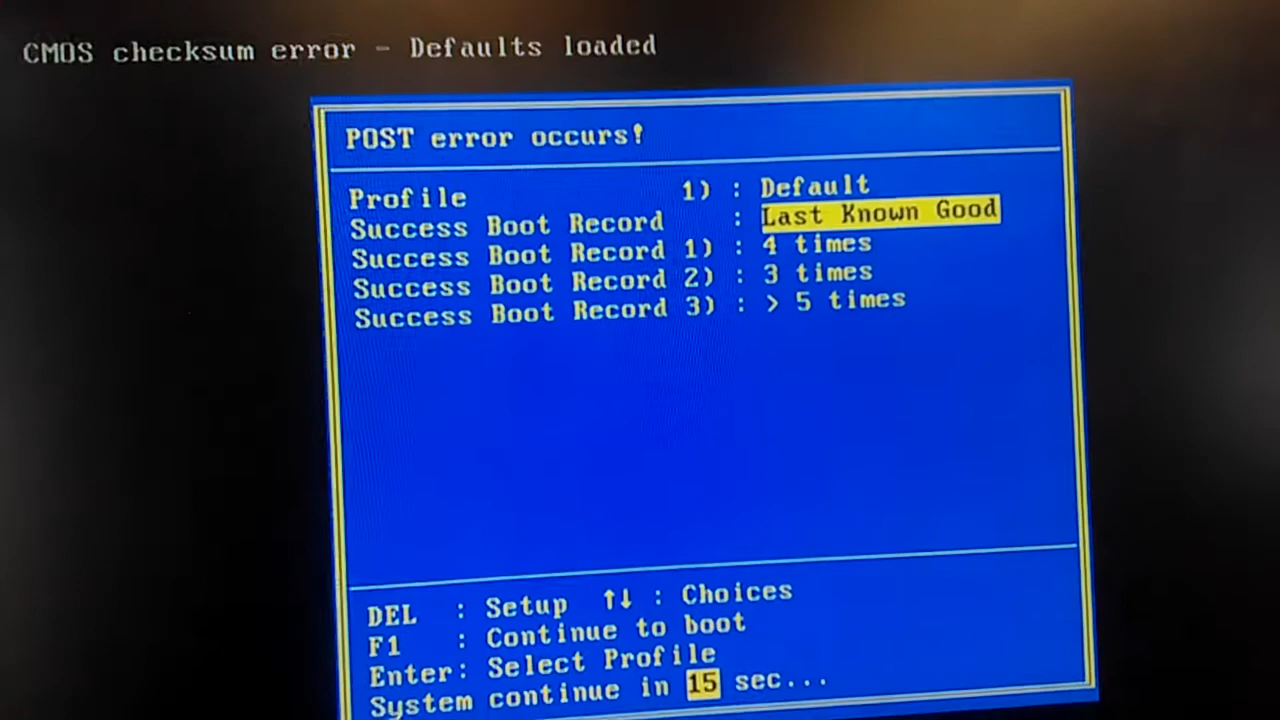 CMOS checksum error - Defaults loaded
POST error occurs!
Profile 1) : Default
Success Boot Record : Last Known Good
Success Boot Record 1) : 4 times
Success Boot Record 2) : 3 times
Success Boot Record 3) : > 5 times
DEL : Setup ↑↓ : Choices
F1 : Continue to boot
Enter: Select Profile
System continue in 15 sec...